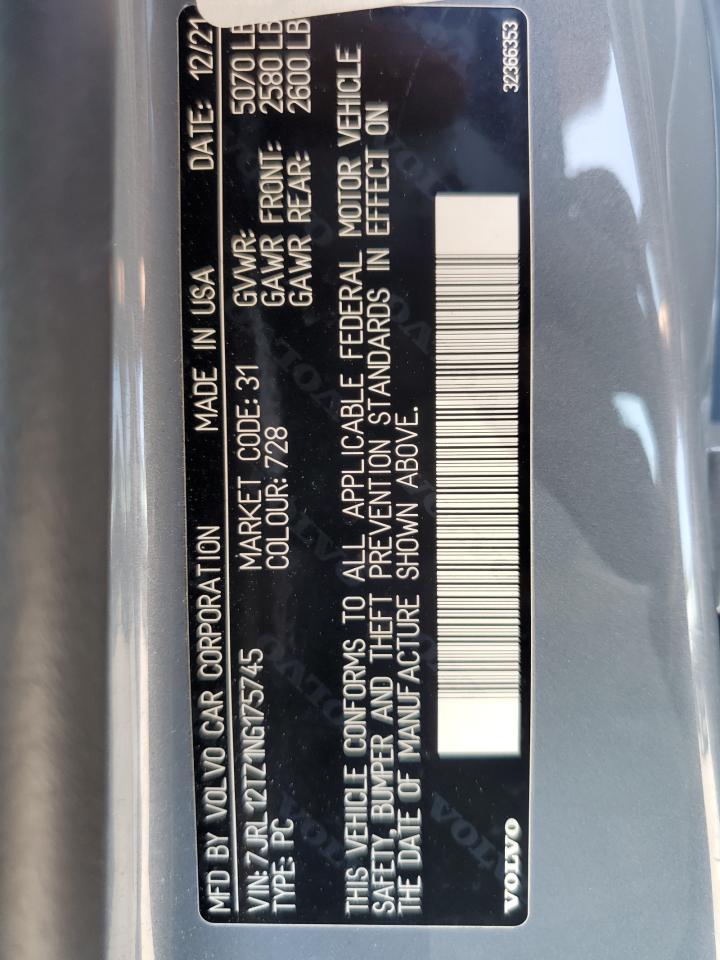 MFD BY VOLVO CAR CORPORATION MADE IN USA DATE: 12/21
VIN: 7JRL12TZ1NG175745 MARKET CODE: 31 GVWR: 5070 LB
TYPE: PC COLOUR: 728 GAWR FRONT: 2580 LB
GAWR REAR: 2600 LB
THIS VEHICLE CONFORMS TO ALL APPLICABLE FEDERAL MOTOR VEHICLE
SAFETY, BUMPER AND THEFT PREVENTION STANDARDS IN EFFECT ON
THE DATE OF MANUFACTURE SHOWN ABOVE.
VOLVO 32366353